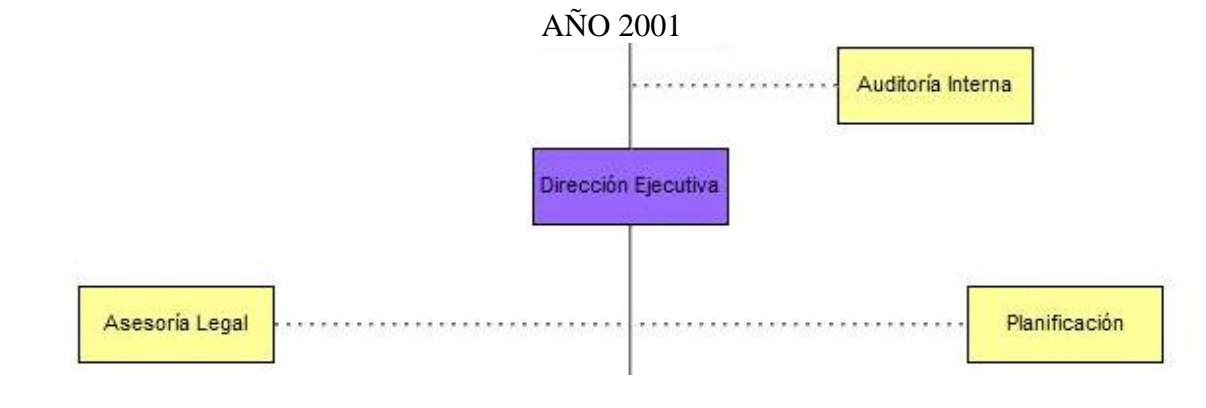 AÑO 2001
Auditoría Interna
Dirección Ejecutiva
Asesoría Legal
Planificación